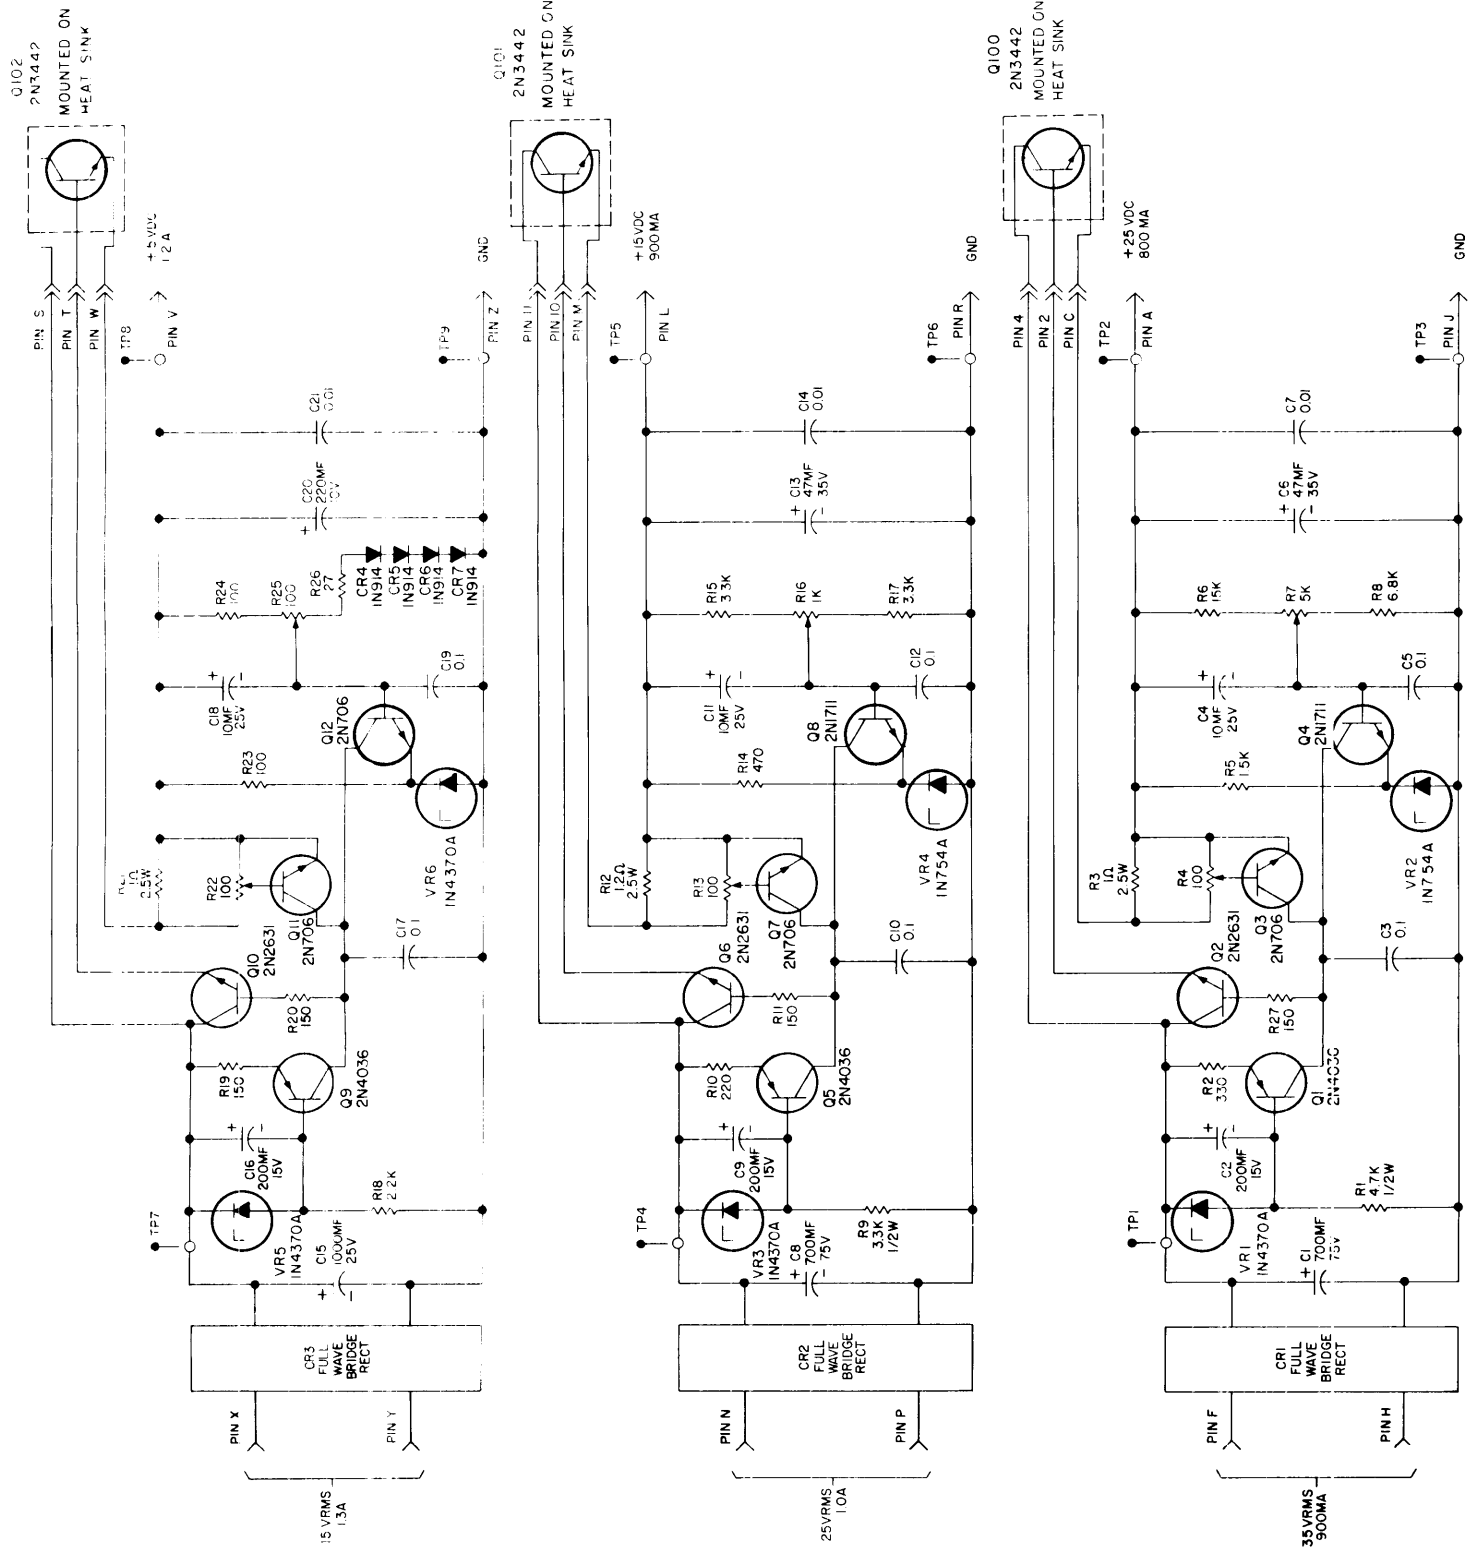 Q102
2N3442
MOUNTED ON
HEAT SINK
PIN S
PIN T
PIN W
TP8
PIN V
+5VDC
1.2A
C21
0.01
C20
220MF
10V
R24
100
R25
100
R26
27
CR4
1N914
CR5
1N914
CR6
1N914
CR7
1N914
TP9
PIN Z
GND
C18
10MF
25V
C19
0.1
Q12
2N706
R23
100
VR6
1N4370A
1Ω
2.5W
R22
100
Q11
2N706
Q10
2N2631
C17
0.1
R20
150
R19
150
Q9
2N4036
C16
200MF
15V
R18
2.2K
VR5
1N4370A
C15
1000MF
25V
TP7
CR3
FULL
WAVE
BRIDGE
RECT
PIN X
PIN Y
15VRMS
1.3A
Q101
2N3442
MOUNTED ON
HEAT SINK
PIN 11
PIN 10
PIN M
TP5
PIN L
+15VDC
900MA
C14
0.01
C13
47MF
35V
R15
3.3K
R16
1K
R17
3.3K
TP6
PIN R
GND
C11
10MF
25V
C12
0.1
Q8
2N1711
R14
470
VR4
1N754A
R12
1.2Ω
2.5W
R13
100
Q7
2N706
Q6
2N2631
C10
0.1
R11
150
R10
220
Q5
2N4036
C9
200MF
15V
R9
3.3K
1/2W
VR3
1N4370A
C8
700MF
75V
TP4
CR2
FULL
WAVE
BRIDGE
RECT
PIN N
PIN P
25VRMS
1.0A
Q100
2N3442
MOUNTED ON
HEAT SINK
PIN 4
PIN 2
PIN C
TP2
PIN A
+25VDC
800MA
C7
0.01
C6
47MF
35V
R6
15K
R7
5K
R8
6.8K
TP3
PIN J
GND
C4
10MF
25V
C5
0.1
Q4
2N1711
R5
1.5K
VR2
1N754A
R3
1Ω
2.5W
R4
100
Q3
2N706
Q2
2N2631
C3
0.1
R27
150
R2
330
Q1
2N4036
C2
200MF
15V
R1
4.7K
1/2W
VR1
1N4370A
C1
700MF
75V
TP1
CR1
FULL
WAVE
BRIDGE
RECT
PIN F
PIN H
35VRMS
900MA